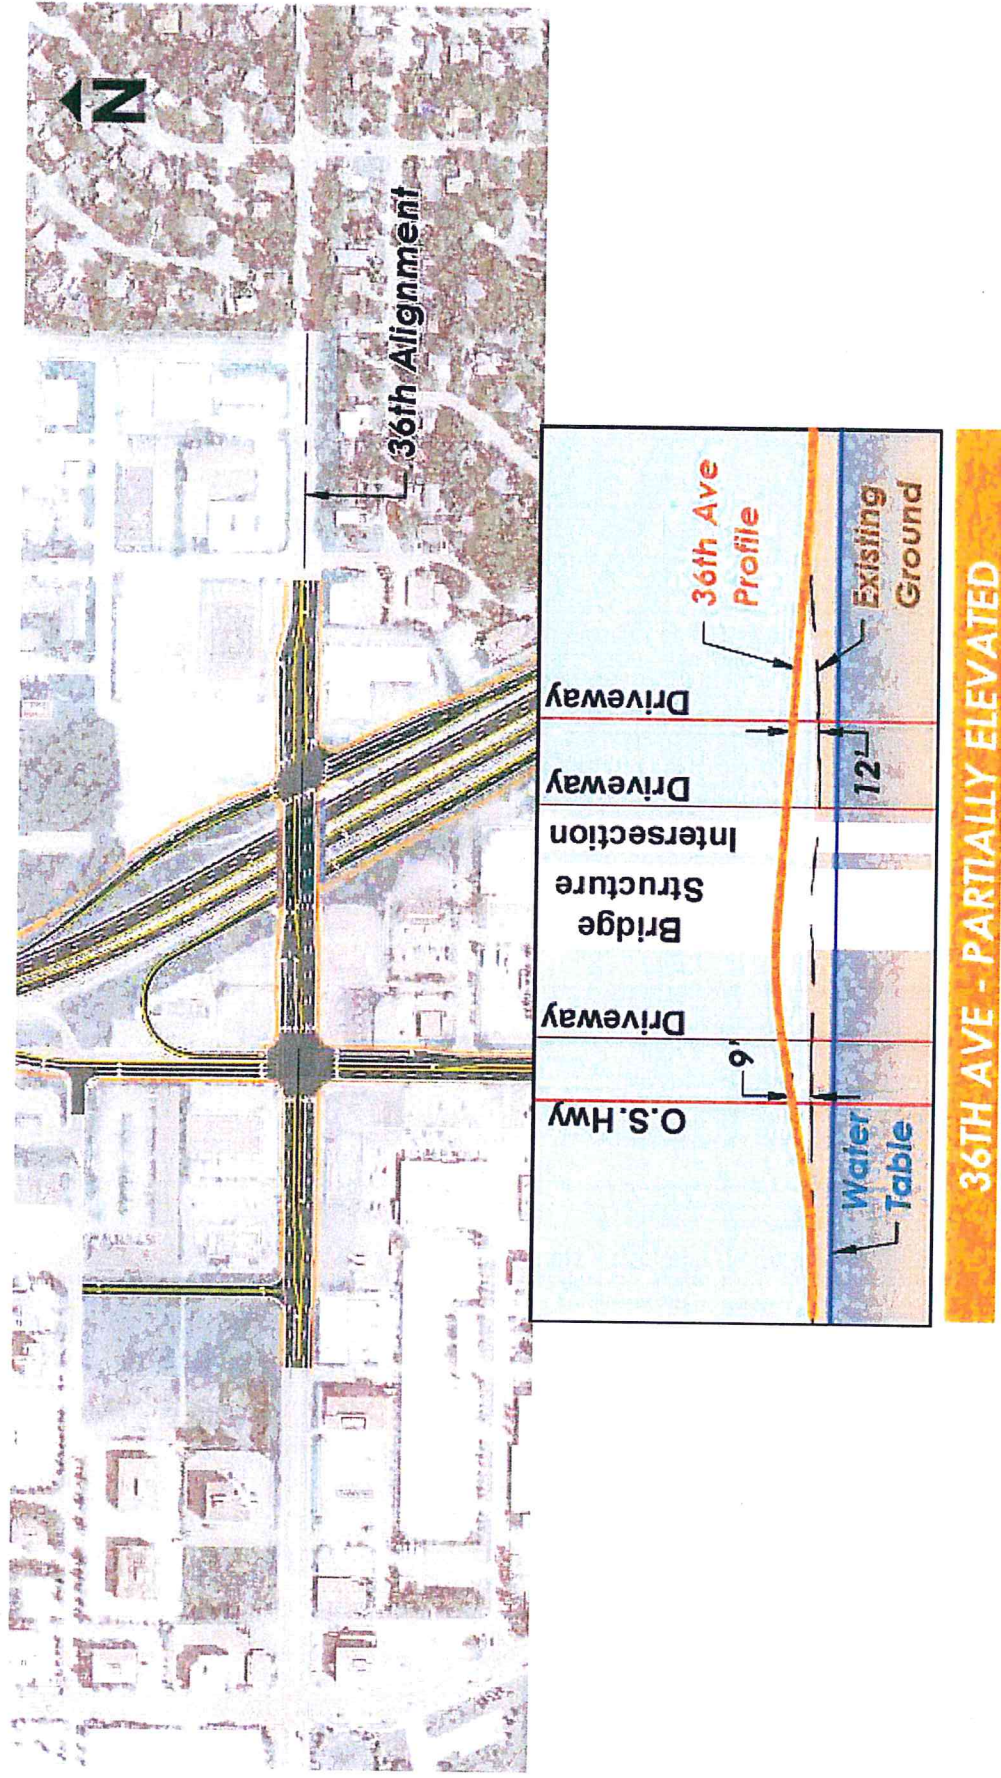 N
36th Alignment
O.S. Hwy
Driveway
Bridge
Structure
Intersection
Driveway
Driveway
9'
12'
36th Ave
Profile
Water
Table
Existing
Ground
36TH AVE - PARTIALLY ELEVATED